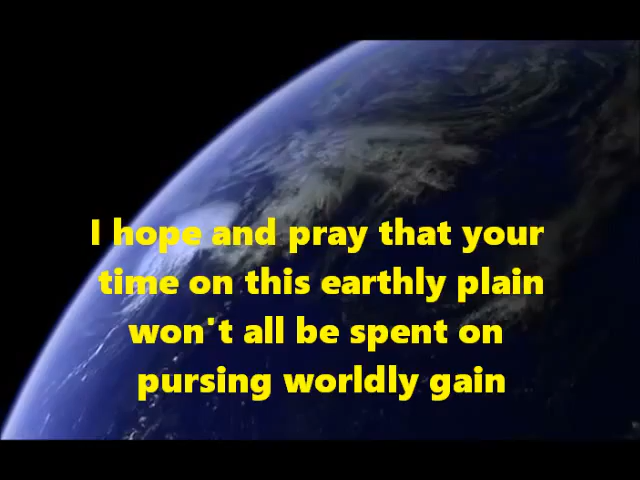 I hope and pray that your
time on this earthly plain
won't all be spent on
pursing worldly gain